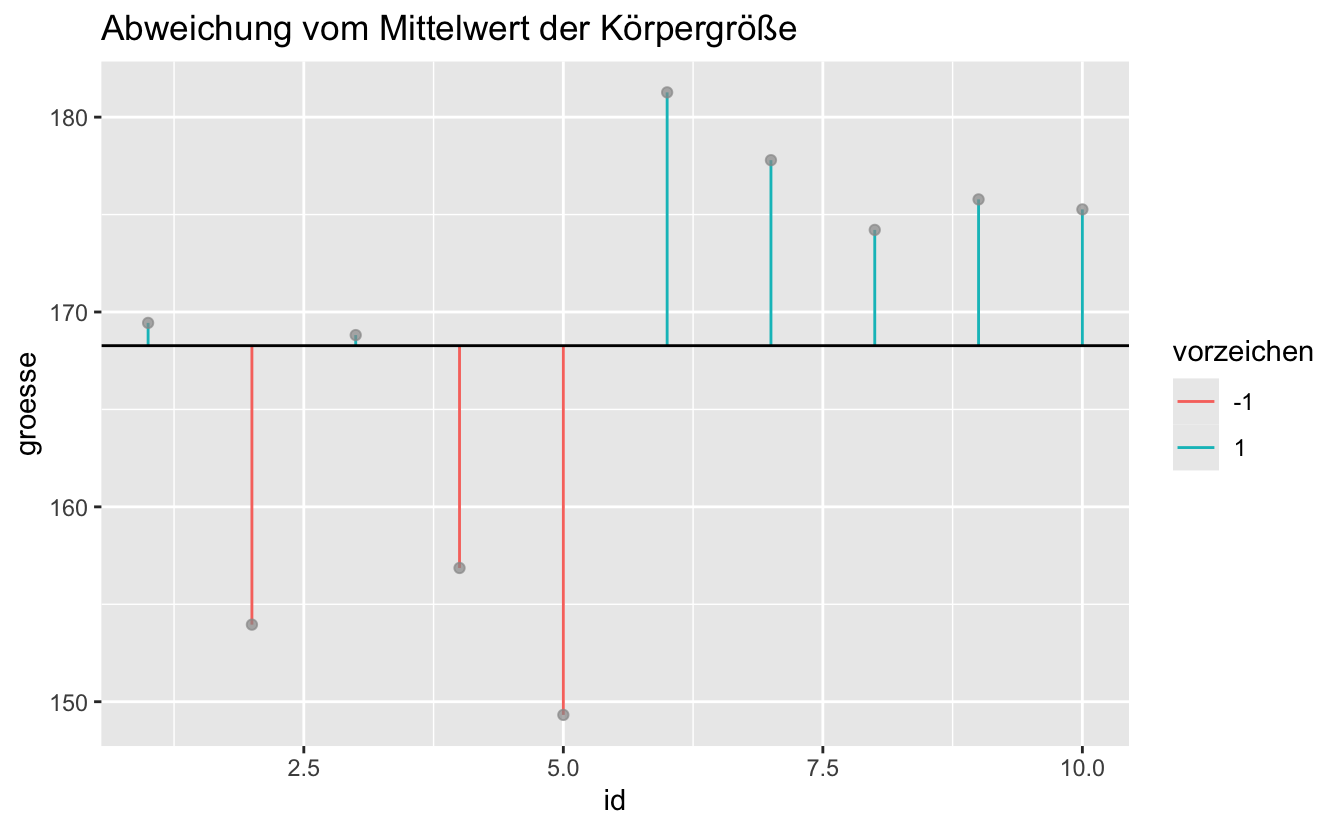 Abweichung vom Mittelwert der Körpergröße
180
170
160
150
groesse
2.5
5.0
7.5
10.0
id
vorzeichen
-1
1